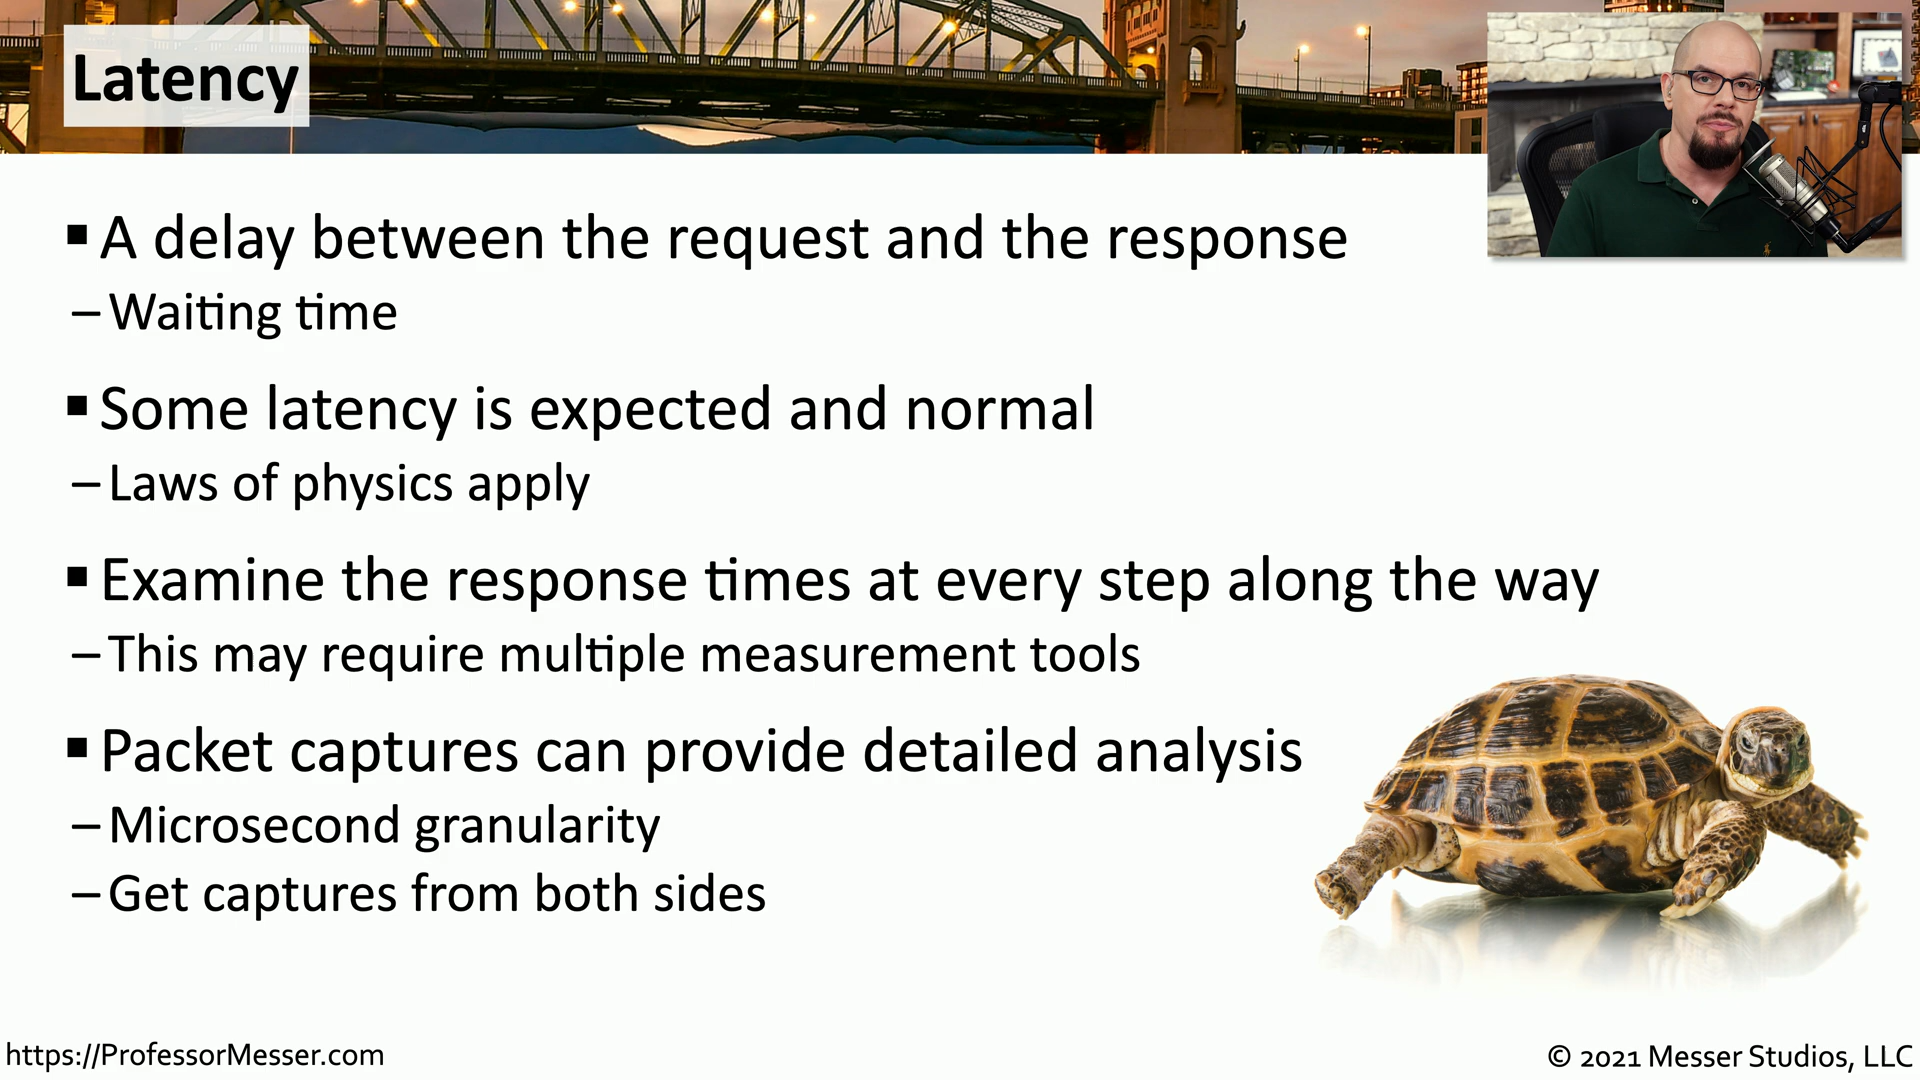 Latency
▪ A delay between the request and the response
– Waiting time
▪ Some latency is expected and normal
– Laws of physics apply
▪ Examine the response times at every step along the way
– This may require multiple measurement tools
▪ Packet captures can provide detailed analysis
– Microsecond granularity
– Get captures from both sides
https://ProfessorMesser.com
© 2021 Messer Studios, LLC